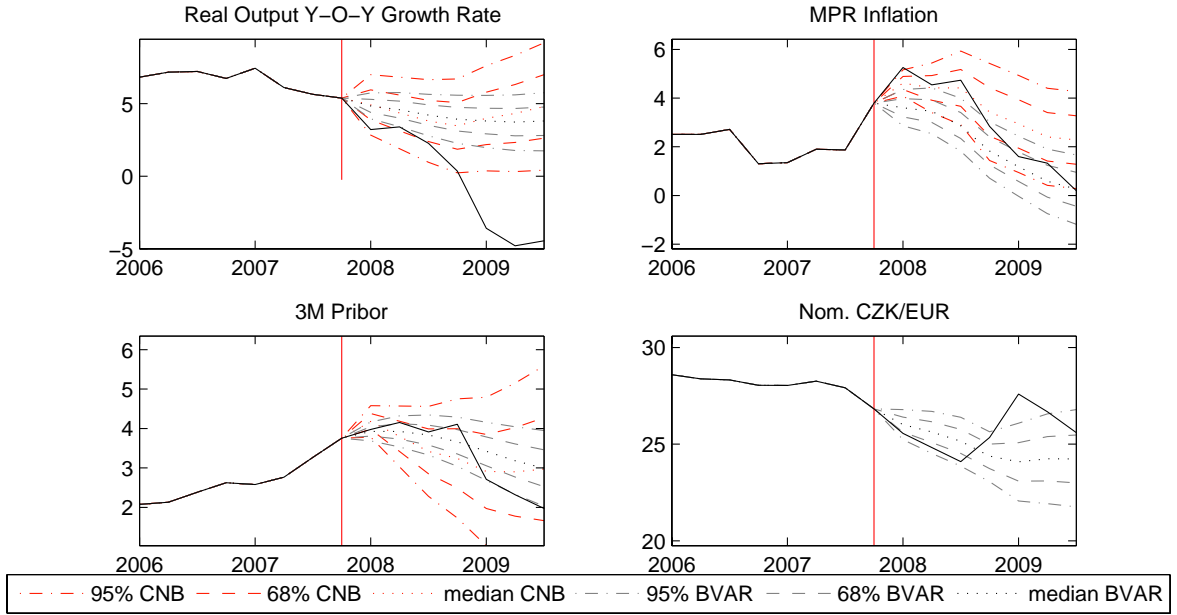 Real Output Y−O−Y Growth Rate
5
0
−5
2006 2007 2008 2009
MPR Inflation
6
4
2
0
−2
2006 2007 2008 2009
3M Pribor
6
5
4
3
2
2006 2007 2008 2009
Nom. CZK/EUR
30
25
20
2006 2007 2008 2009
95% CNB 68% CNB median CNB 95% BVAR 68% BVAR median BVAR